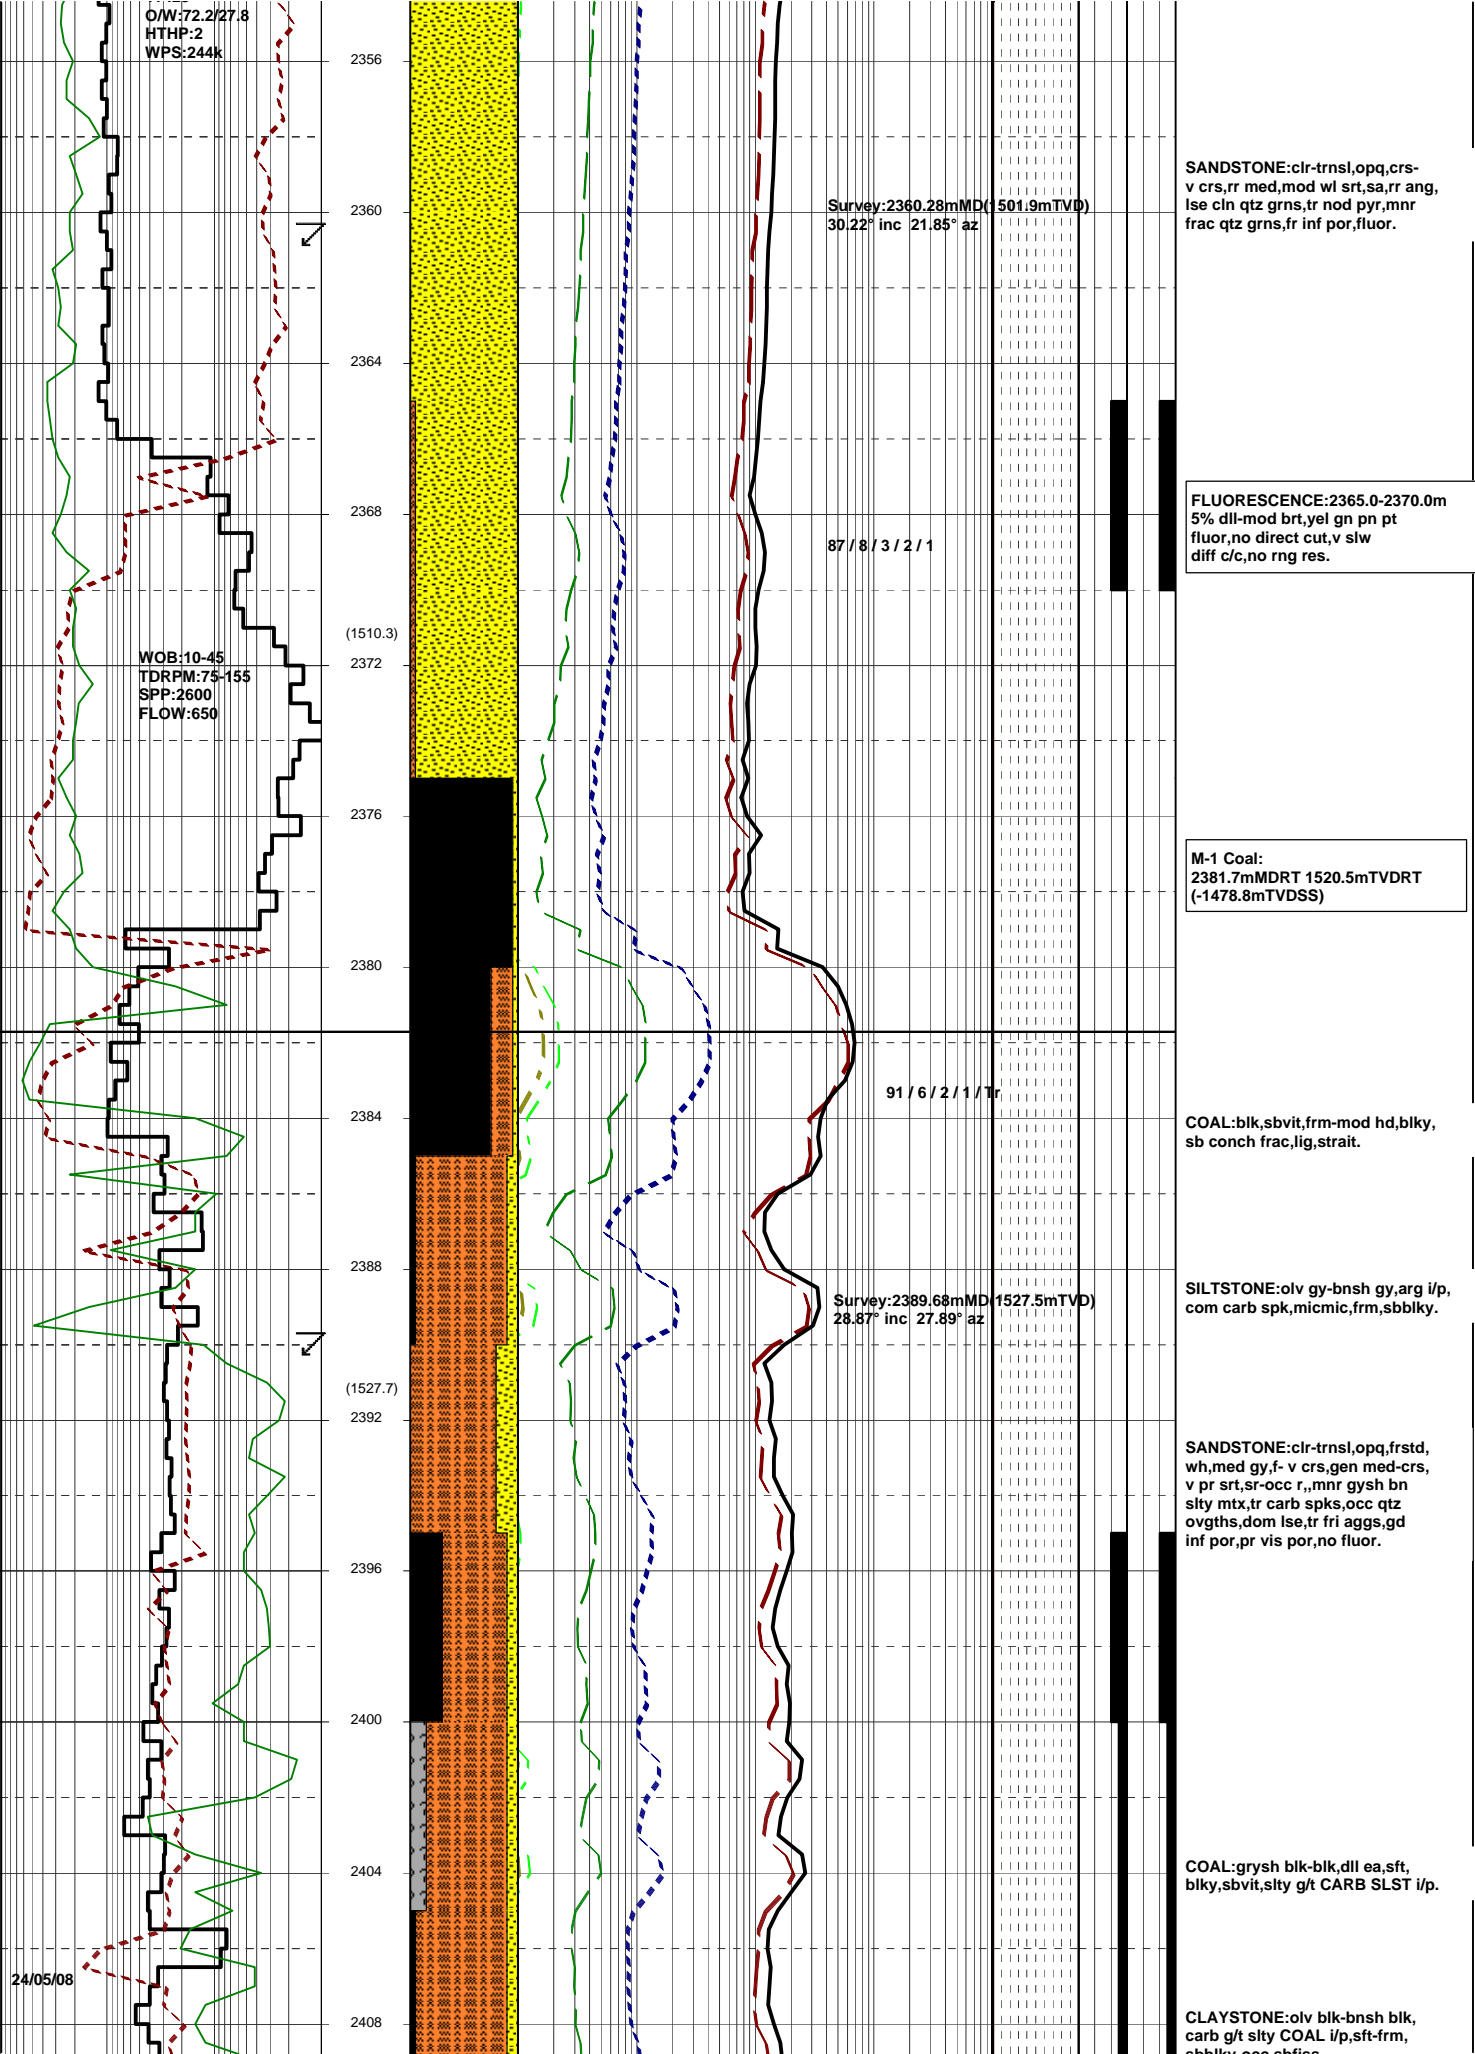 O/W:72.2/27.8
HTHP:2
WPS:244k
2356
SANDSTONE:clr-trnsl,opq,crs-
v crs,rr med,mod wl srt,sa,rr ang,
lse cln qtz grns,tr nod pyr,mnr
frac qtz grns,fr inf por,fluor.
Survey:2360.28mMD(1501.9mTVD)
30.22° inc 21.85° az
2360
2364
FLUORESCENCE:2365.0-2370.0m
5% dll-mod brt,yel gn pn pt
fluor,no direct cut,v slw
diff c/c,no rng res.
2368
87 / 8 / 3 / 2 / 1
(1510.3)
WOB:10-45
TDRPM:75-155
SPP:2600
FLOW:650
2372
2376
M-1 Coal:
2381.7mMDRT 1520.5mTVDRT
(-1478.8mTVDSS)
2380
91 / 6 / 2 / 1 / Tr
2384
COAL:blk,sbvit,frm-mod hd,blky,
sb conch frac,lig,strait.
2388
SILTSTONE:olv gy-bnsh gy,arg i/p,
com carb spk,micmic,frm,sbblky.
Survey:2389.68mMD(1527.5mTVD)
28.87° inc 27.89° az
(1527.7)
2392
SANDSTONE:clr-trnsl,opq,frstd,
wh,med gy,f- v crs,gen med-crs,
v pr srt,sr-occ r,,mnr gysh bn
slty mtx,tr carb spks,occ qtz
ovgths,dom lse,tr fri aggs,gd
inf por,pr vis por,no fluor.
2396
2400
2404
COAL:grysh blk-blk,dll ea,sft,
blky,sbvit,slty g/t CARB SLST i/p.
24/05/08
2408
CLAYSTONE:olv blk-bnsh blk,
carb g/t slty COAL i/p,sft-frm,